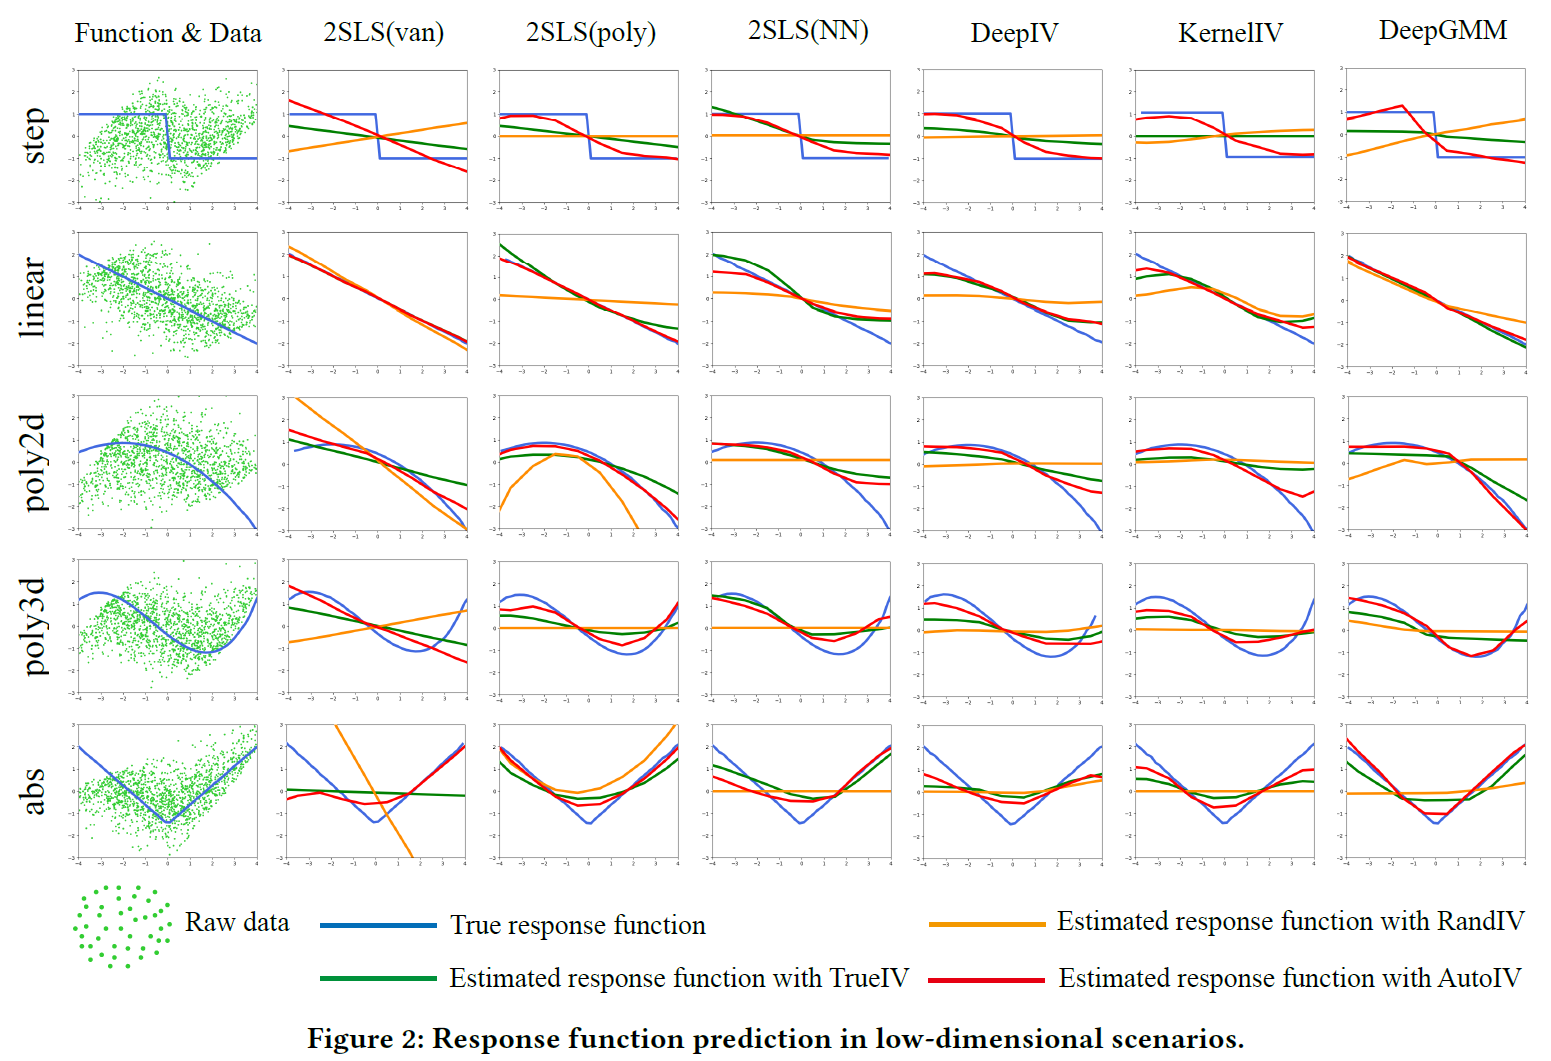 Function & Data 2SLS(van) 2SLS(poly) 2SLS(NN) DeepIV KernelIV DeepGMM
step
linear
poly2d
poly3d
abs
Raw data
True response function
Estimated response function with RandIV
Estimated response function with TrueIV
Estimated response function with AutoIV
Figure 2: Response function prediction in low-dimensional scenarios.